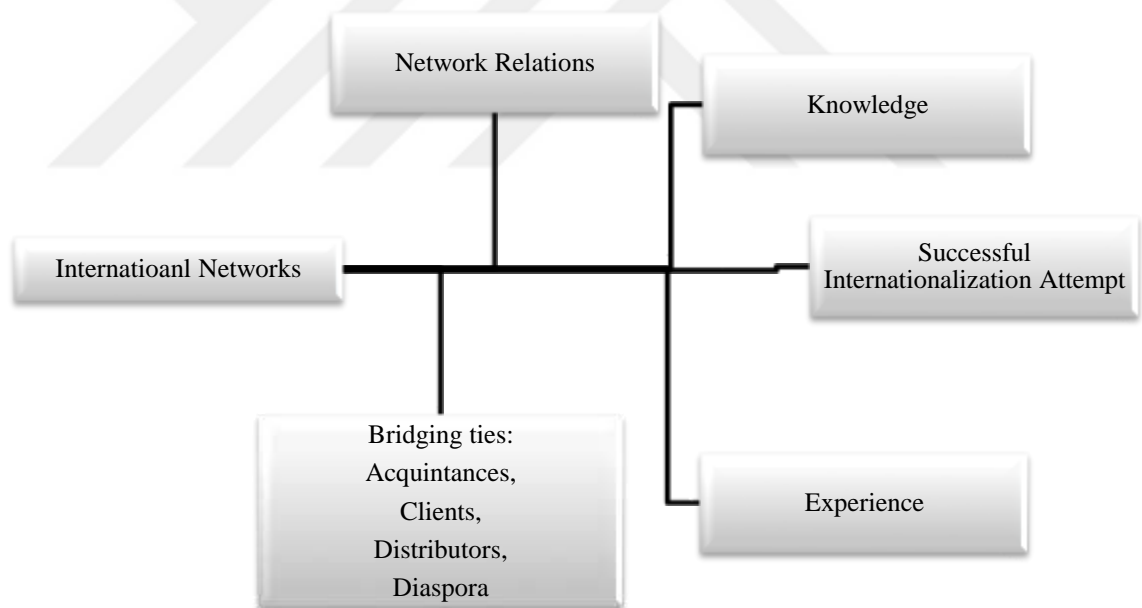 Network Relations
Knowledge
Internatioanl Networks
Successful
Internationalization Attempt
Bridging ties:
Acquintances,
Clients,
Distributors,
Diaspora
Experience